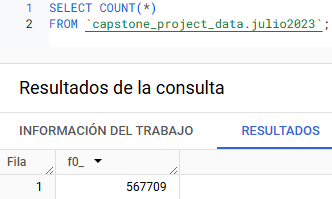 1 SELECT COUNT(*)
2 FROM `capstone_project_data.julio2023`;
Resultados de la consulta
INFORMACIÓN DEL TRABAJO RESULTADOS
Fila f0_
1 567709